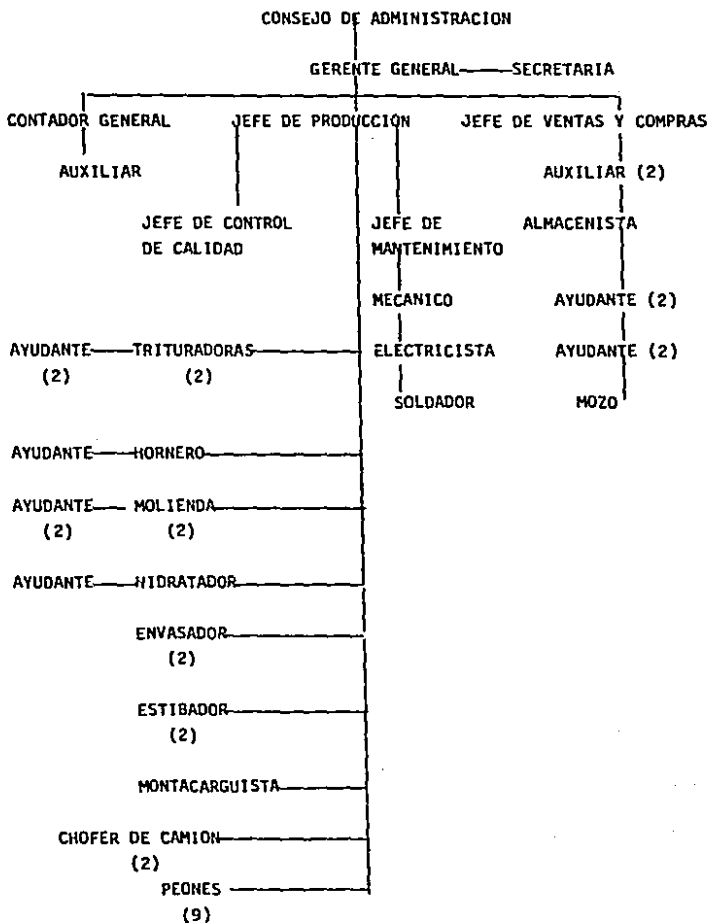 CONSEJO DE ADMINISTRACION
GERENTE GENERAL SECRETARIA
CONTADOR GENERAL JEFE DE PRODUCCIÓN JEFE DE VENTAS Y COMPRAS
AUXILIAR AUXILIAR (2)
JEFE DE CONTROL JEFE DE ALMACENISTA
DE CALIDAD MANTENIMIENTO
MECANICO AYUDANTE (2)
AYUDANTE TRITURADORAS ELECTRICISTA AYUDANTE (2)
(2) (2)
SOLDADOR MOZO
AYUDANTE HORNERO
AYUDANTE MOLIENDA
(2) (2)
AYUDANTE HIDRATADOR
ENVASADOR
(2)
ESTIBADOR
(2)
MONTACARGUISTA
CHOFER DE CAMION
(2)
PEONES
(9)